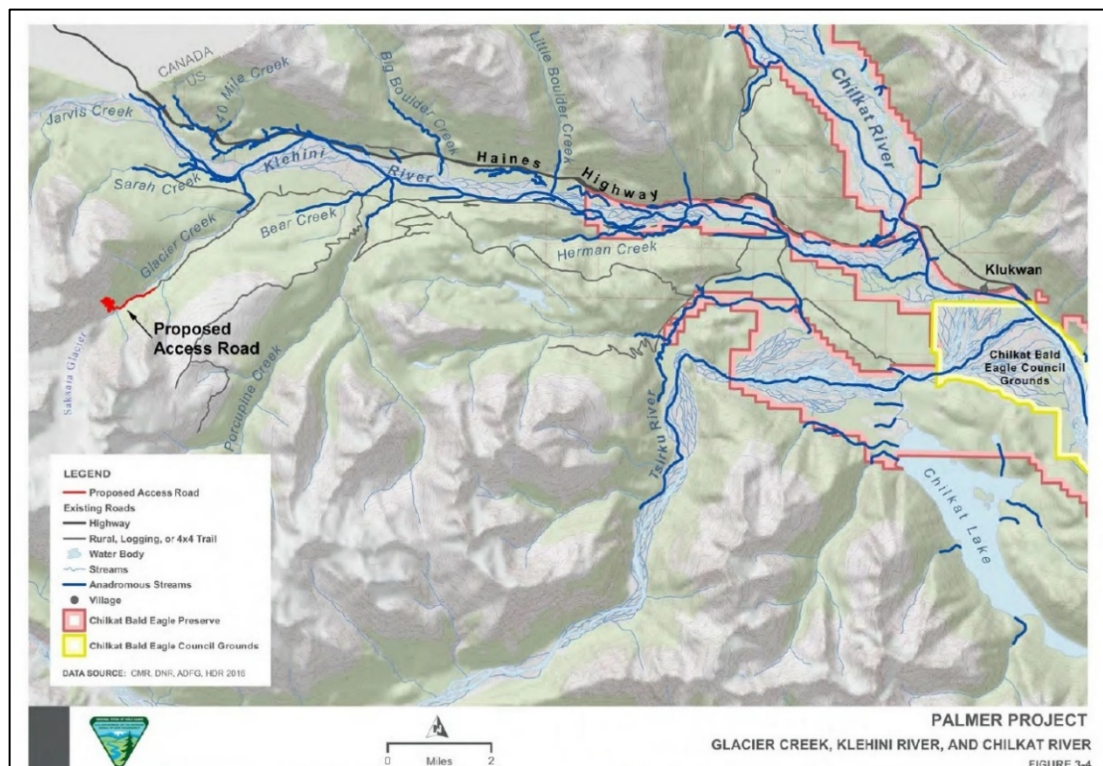 CANADA
US
40 Mile Creek
Big Boulder Creek
Little Boulder Creek
Chilkat River
Jarvis Creek
Klehini
River
Haines
Highway
Sarah Creek
Glacier Creek
Bear Creek
Herman Creek
Klukwan
Proposed
Access Road
Saksaia Glacier
Porcupine Creek
Tsirku River
Chilkat Bald
Eagle Council
Grounds
Chilkat Lake
LEGEND
Proposed Access Road
Existing Roads
Highway
Rural, Logging, or 4x4 Trail
Water Body
Streams
Anadromous Streams
Village
Chilkat Bald Eagle Preserve
Chilkat Bald Eagle Council Grounds
DATA SOURCE: CMR, DNR, ADFG, HDR 2016
N
0 Miles 2
PALMER PROJECT
GLACIER CREEK, KLEHINI RIVER, AND CHILKAT RIVER
FIGURE 3-4